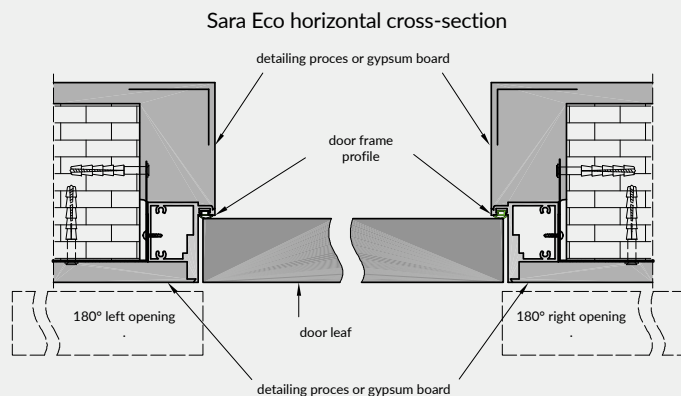 Sara Eco horizontal cross-section
detailing proces or gypsum board
door frame
profile
180° left opening
180° right opening
door leaf
detailing proces or gypsum board